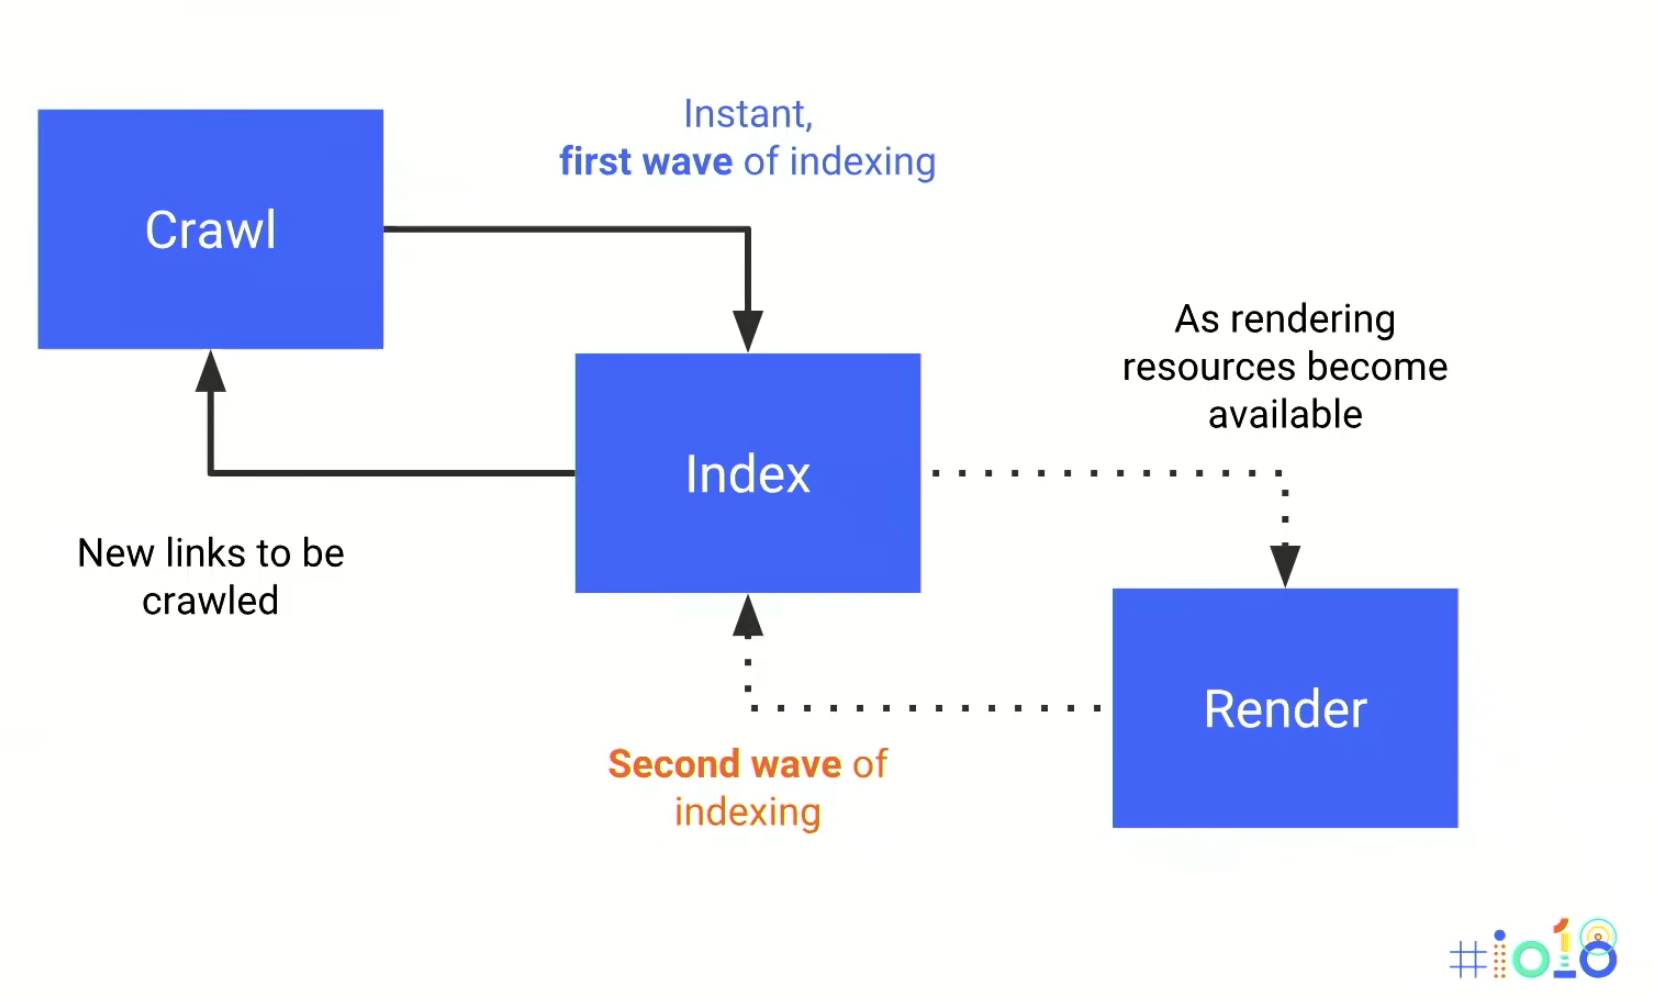 Instant,
first wave of indexing
Crawl
As rendering
resources become
available
Index
New links to be
crawled
Render
Second wave of
indexing
#io18